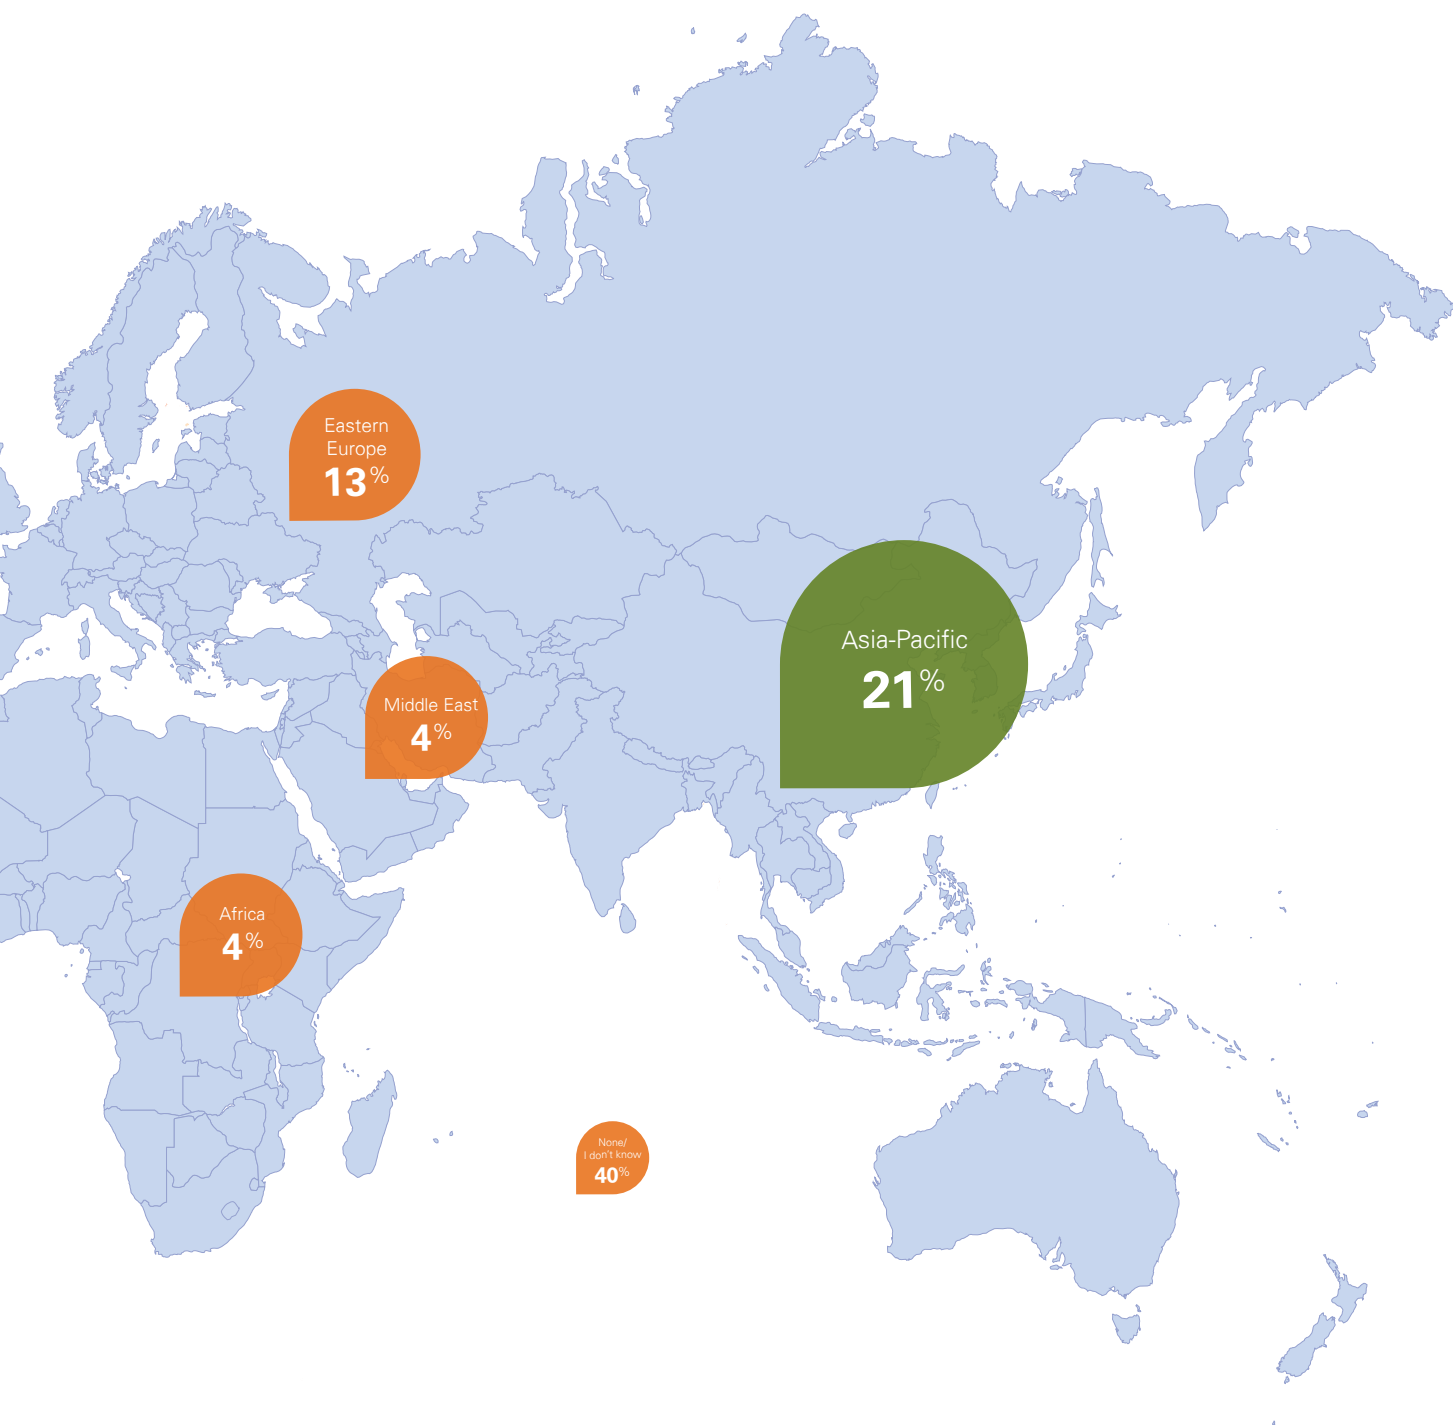 Eastern
Europe
13%
Asia-Pacific
21%
Middle East
4%
Africa
4%
None/
I don't know
40%